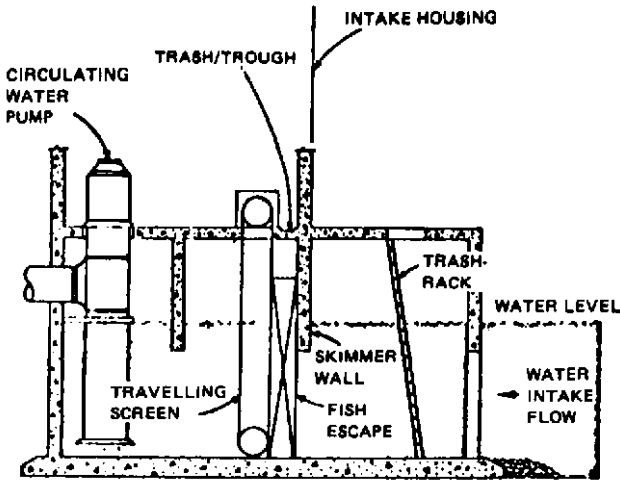 INTAKE HOUSING
TRASH/TROUGH
CIRCULATING
WATER
PUMP
TRASH-
RACK
WATER LEVEL
SKIMMER
WALL
WATER
INTAKE
FLOW
TRAVELLING
SCREEN
FISH
ESCAPE